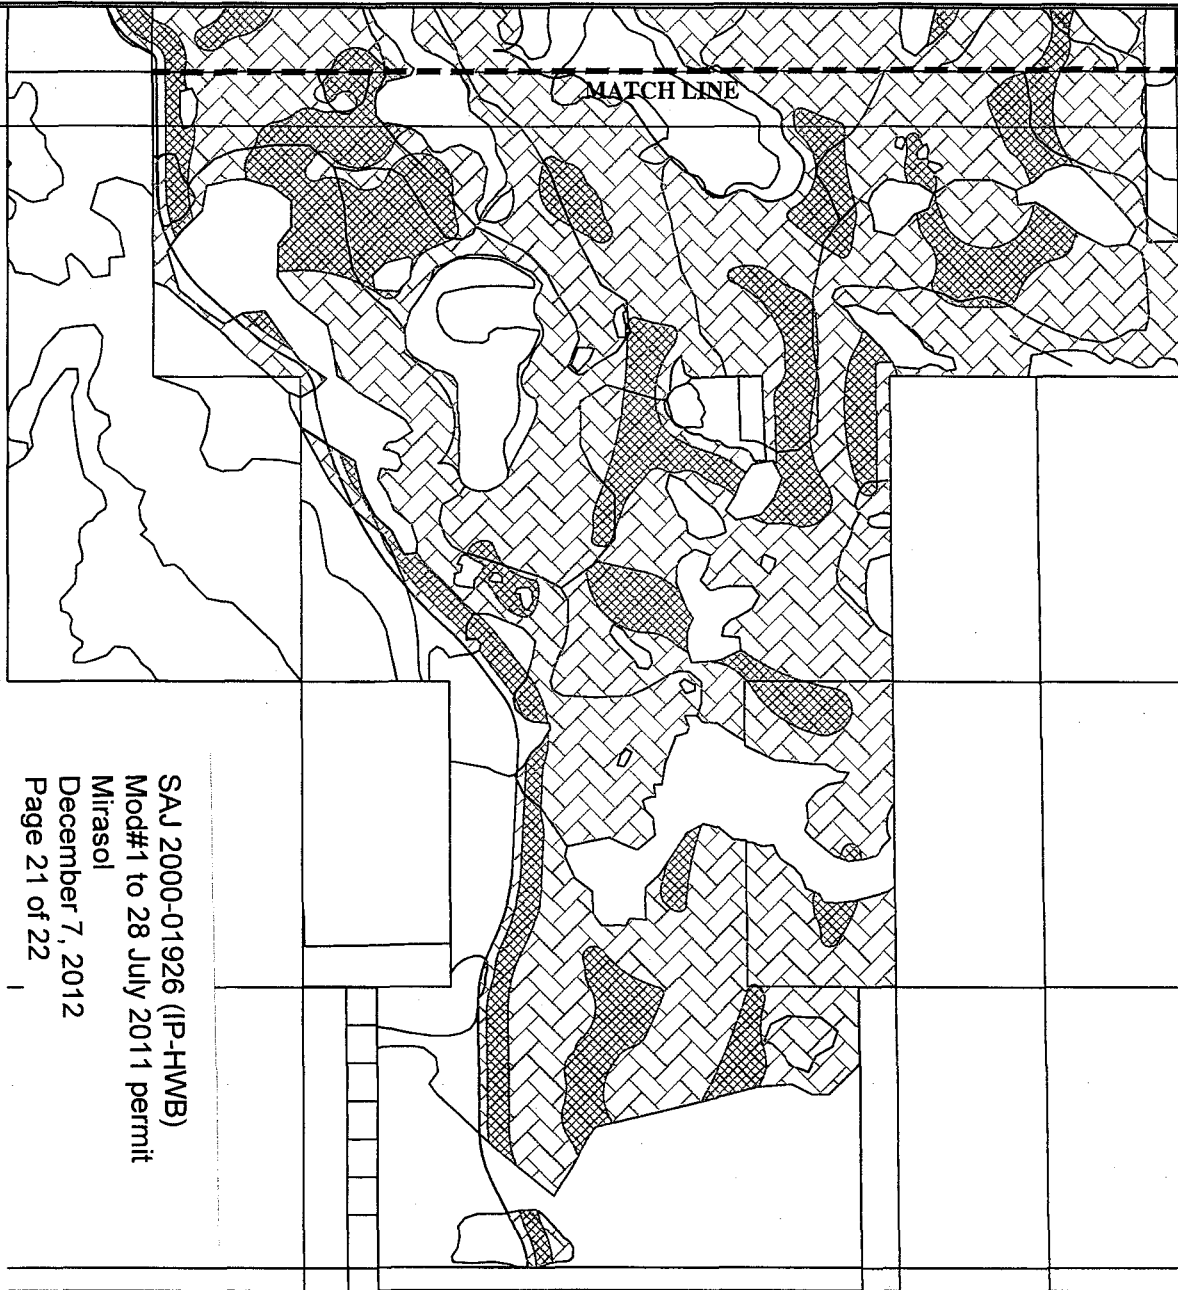 MATCH LINE
SAJ 2000-01926 (IP-HWB)
Mod#1 to 28 July 2011 permit
Mirasol
December 7, 2012
Page 21 of 22